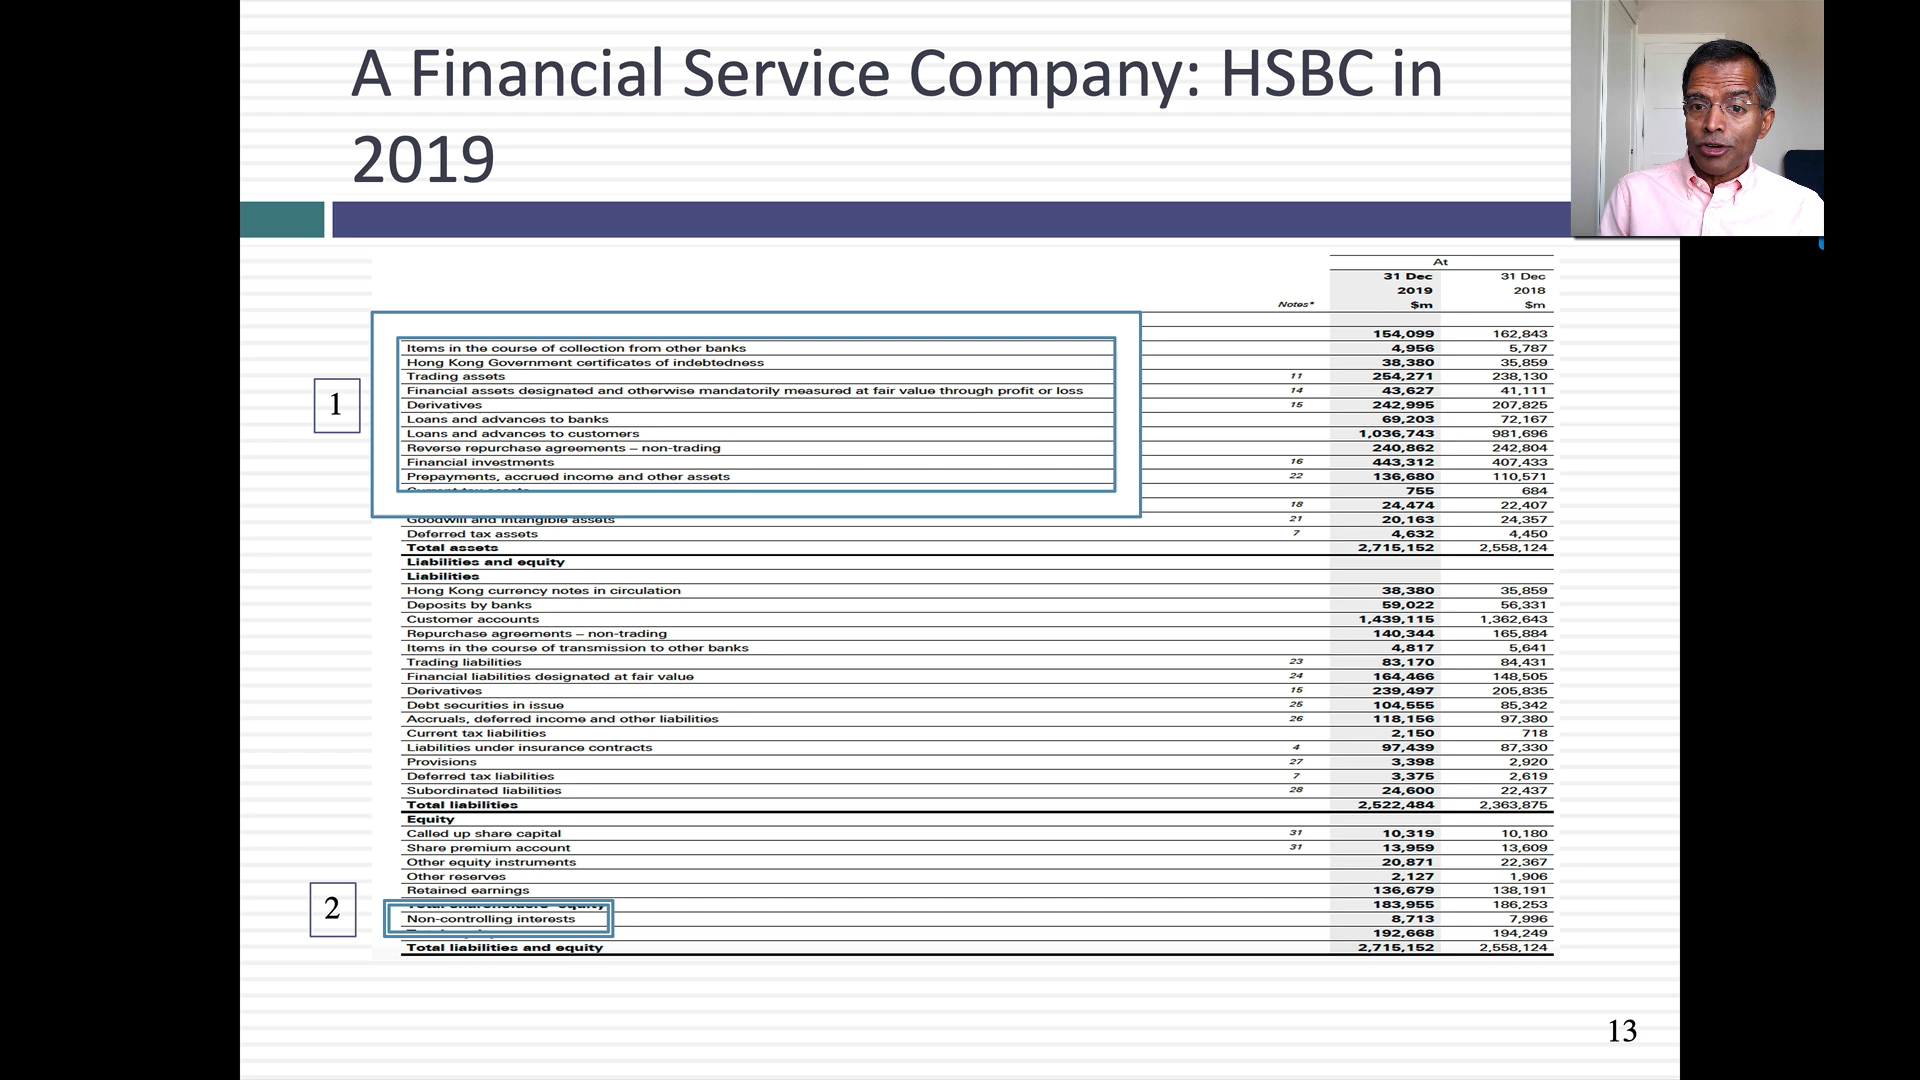 A Financial Service Company: HSBC in
2019
At
31 Dec 31 Dec
2019 2018
Notes* $m $m
154,099 162,843
Items in the course of collection from other banks 4,956 5,787
Hong Kong Government certificates of indebtedness 38,380 35,859
Trading assets 11 254,271 238,130
Financial assets designated and otherwise mandatorily measured at fair value through profit or loss 14 43,627 41,111
1
Derivatives 15 242,995 207,825
Loans and advances to banks 69,203 72,167
Loans and advances to customers 1,036,743 981,696
Reverse repurchase agreements – non-trading 240,862 242,804
Financial investments 16 443,312 407,433
Prepayments, accrued income and other assets 22 136,680 110,571
755 684
18 24,474 22,407
Goodwill and intangible assets 21 20,163 24,357
Deferred tax assets 7 4,632 4,450
Total assets 2,715,152 2,558,124
Liabilities and equity
Liabilities
Hong Kong currency notes in circulation 38,380 35,859
Deposits by banks 59,022 56,331
Customer accounts 1,439,115 1,362,643
Repurchase agreements – non-trading 140,344 165,884
Items in the course of transmission to other banks 4,817 5,641
Trading liabilities 23 83,170 84,431
Financial liabilities designated at fair value 24 164,466 148,505
Derivatives 15 239,497 205,835
Debt securities in issue 25 104,555 85,342
Accruals, deferred income and other liabilities 26 118,156 97,380
Current tax liabilities 2,150 718
Liabilities under insurance contracts 4 97,439 87,330
Provisions 27 3,398 2,920
Deferred tax liabilities 7 3,375 2,619
Subordinated liabilities 28 24,600 22,437
Total liabilities 2,522,484 2,363,875
Equity
Called up share capital 31 10,319 10,180
Share premium account 31 13,959 13,609
Other equity instruments 20,871 22,367
Other reserves 2,127 1,906
Retained earnings 136,679 138,191
2
183,955 186,253
Non-controlling interests 8,713 7,996
192,668 194,249
Total liabilities and equity 2,715,152 2,558,124
13